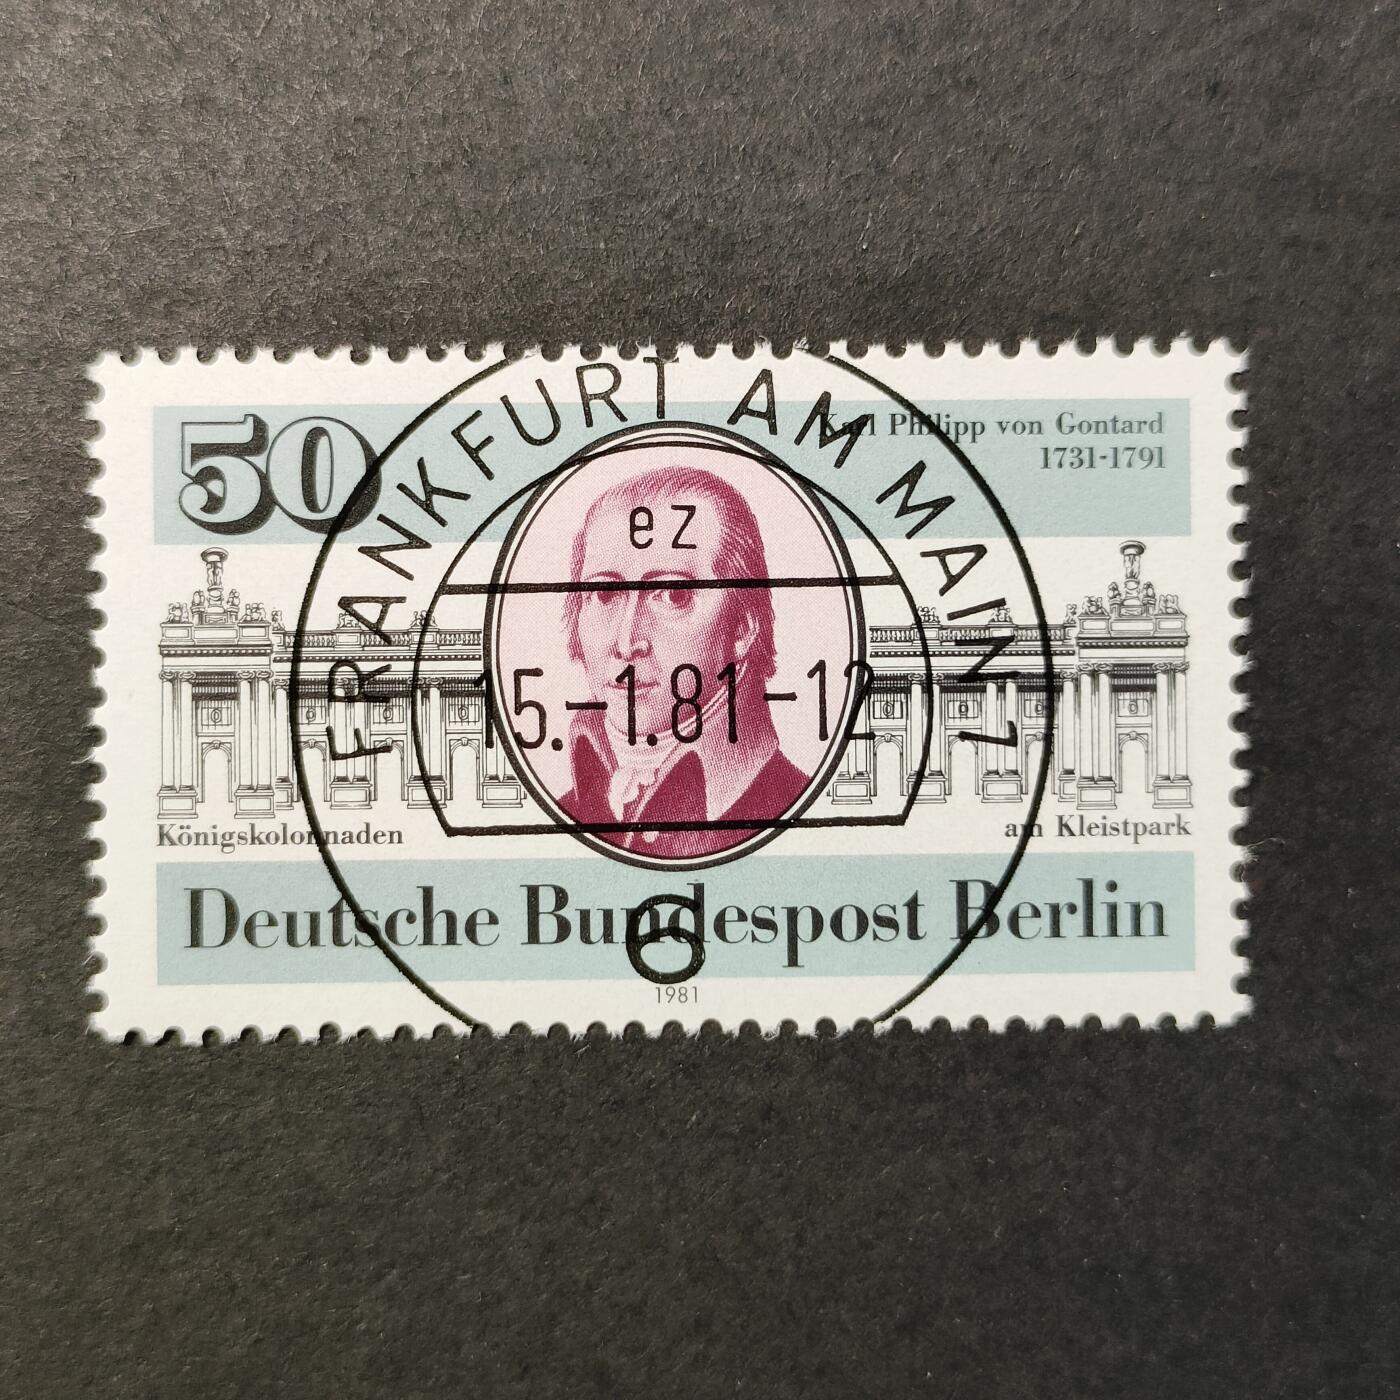 50
Karl Philipp von Gontard
1731-1791
FRANKFURT AM MAIN 7
ez
15.-1.81-12
6
Königskolonnaden
am Kleistpark
Deutsche Bundespost Berlin
1981